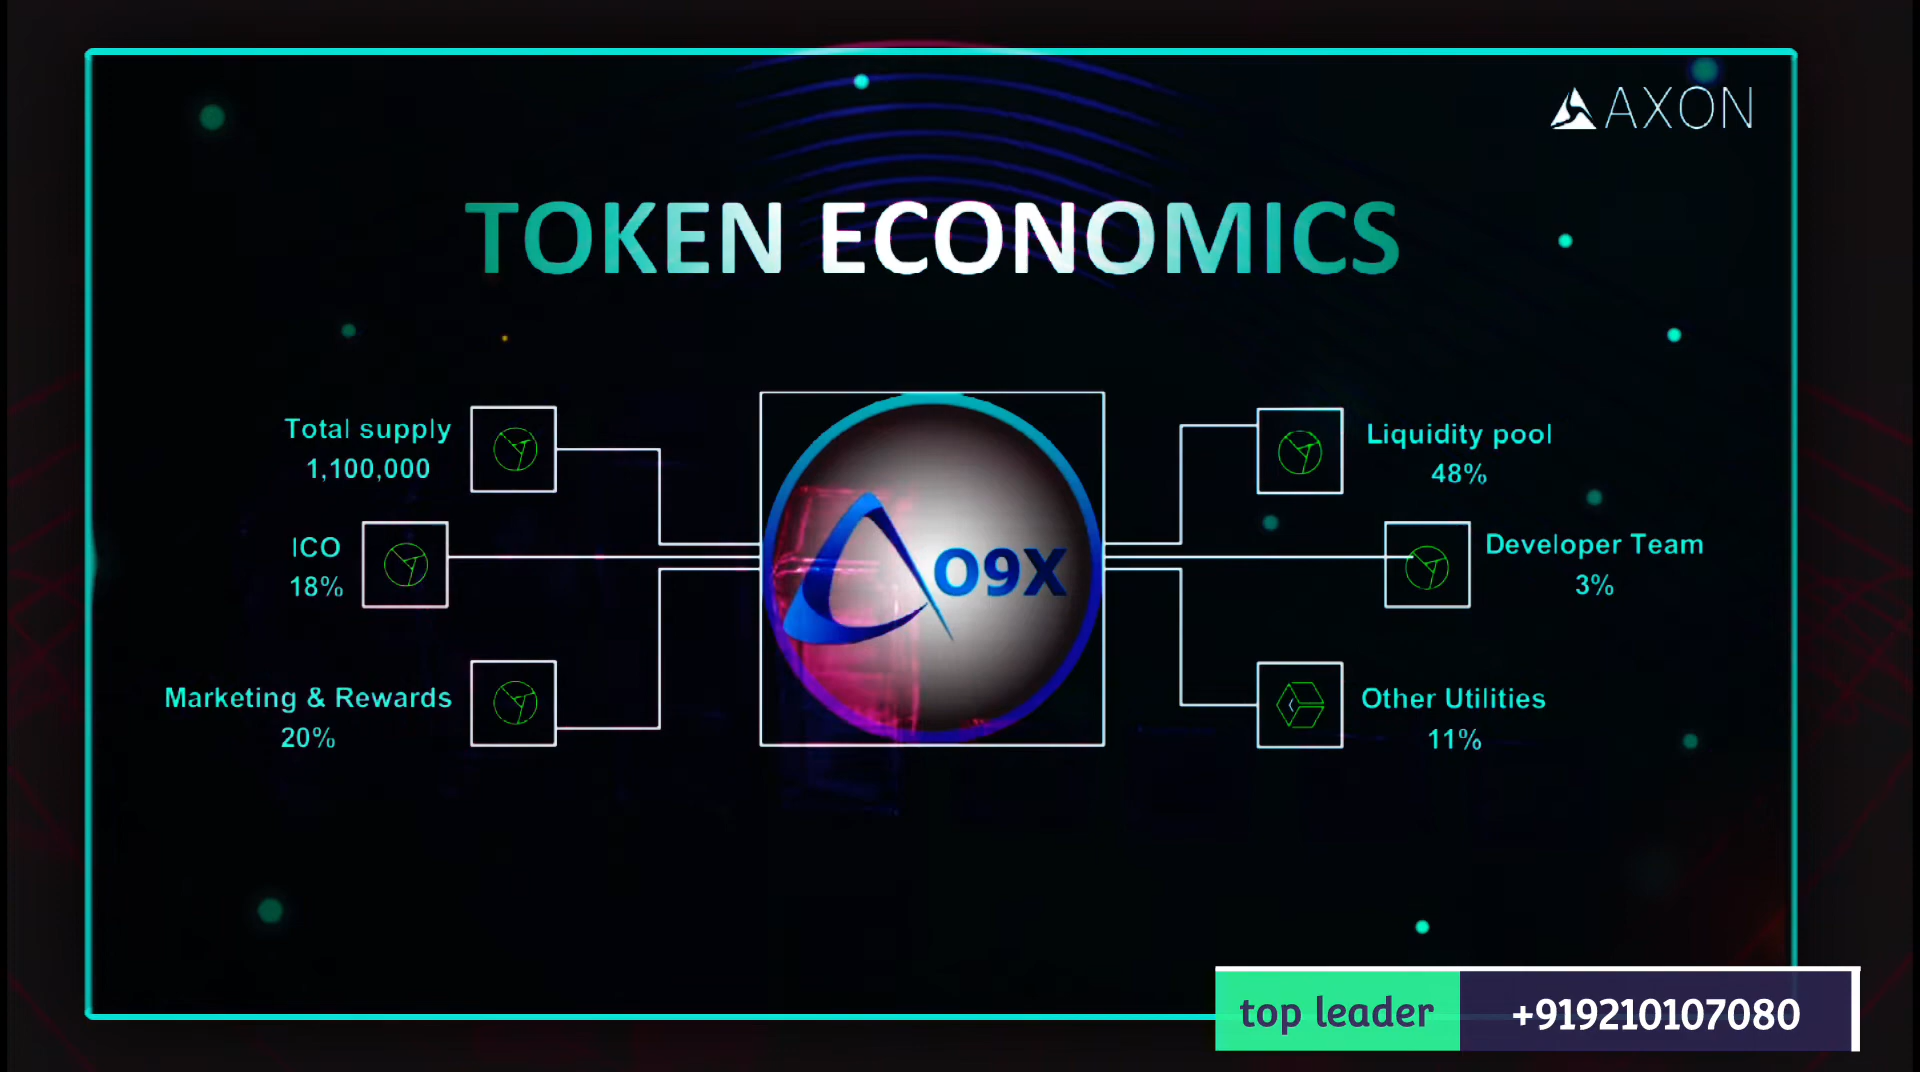 AXON
TOKEN ECONOMICS
Total supply
1,100,000
ICO
18%
Marketing & Rewards
20%
O9X
Liquidity pool
48%
Developer Team
3%
Other Utilities
11%
top leader
+919210107080